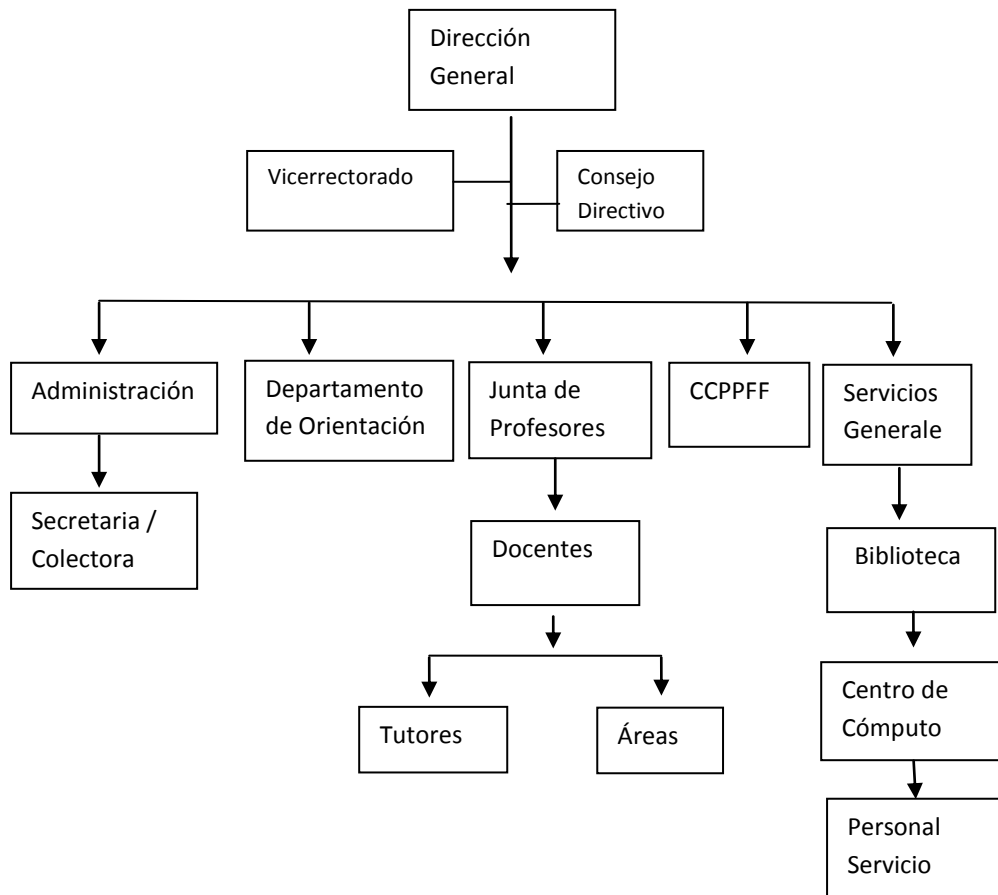 Dirección
General
Vicerrectorado
Consejo
Directivo
Administración
Departamento
de Orientación
Junta de
Profesores
CCPPFF
Servicios
Generale
Secretaria /
Colectora
Docentes
Biblioteca
Tutores
Áreas
Centro de
Cómputo
Personal
Servicio